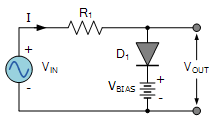 I
R1
D1
+
VIN
-
VBIAS
+
-
VOUT